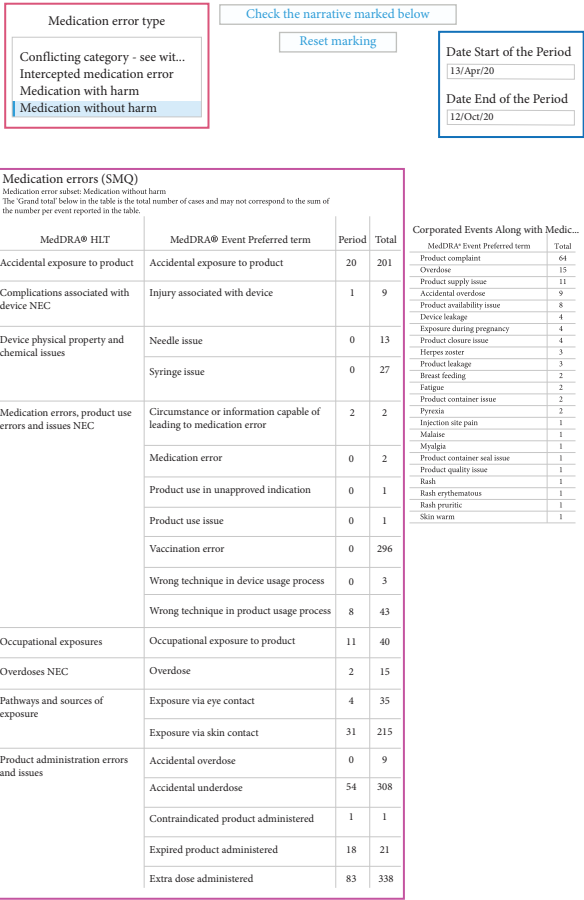 Medication error type
Conflicting category - see wit...
Intercepted medication error
Medication with harm
Medication without harm
Check the narrative marked below
Reset marking
Date Start of the Period
13/Apr/20
Date End of the Period
12/Oct/20
Medication errors (SMQ)
Medication error subset: Medication without harm
The 'Grand total' below in the table is the total number of cases and may not correspond to the sum of
the number per event reported in the table.
MedDRA® HLT MedDRA® Event Preferred term Period Total
Accidental exposure to product Accidental exposure to product 20 201
Complications associated with Injury associated with device 1 9
device NEC
Device physical property and Needle issue 0 13
chemical issues
Syringe issue 0 27
Medication errors, product use Circumstance or information capable of 2 2
errors and issues NEC leading to medication error
Medication error 0 2
Product use in unapproved indication 0 1
Product use issue 0 1
Vaccination error 0 296
Wrong technique in device usage process 0 3
Wrong technique in product usage process 8 43
Occupational exposures Occupational exposure to product 11 40
Overdoses NEC Overdose 2 15
Pathways and sources of Exposure via eye contact 4 35
exposure
Exposure via skin contact 31 215
Product administration errors Accidental overdose 0 9
and issues
Accidental underdose 54 308
Contraindicated product administered 1 1
Expired product administered 18 21
Extra dose administered 83 338
Corporated Events Along with Medic...
MedDRA® Event Preferred term Total
Product complaint 64
Overdose 15
Product supply issue 11
Accidental overdose 9
Product availability issue 8
Device leakage 4
Exposure during pregnancy 4
Product closure issue 4
Herpes zoster 3
Product leakage 3
Breast feeding 2
Fatigue 2
Product container issue 2
Pyrexia 2
Injection site pain 1
Malaise 1
Myalgia 1
Product container seal issue 1
Product quality issue 1
Rash 1
Rash erythematous 1
Rash pruritic 1
Skin warm 1